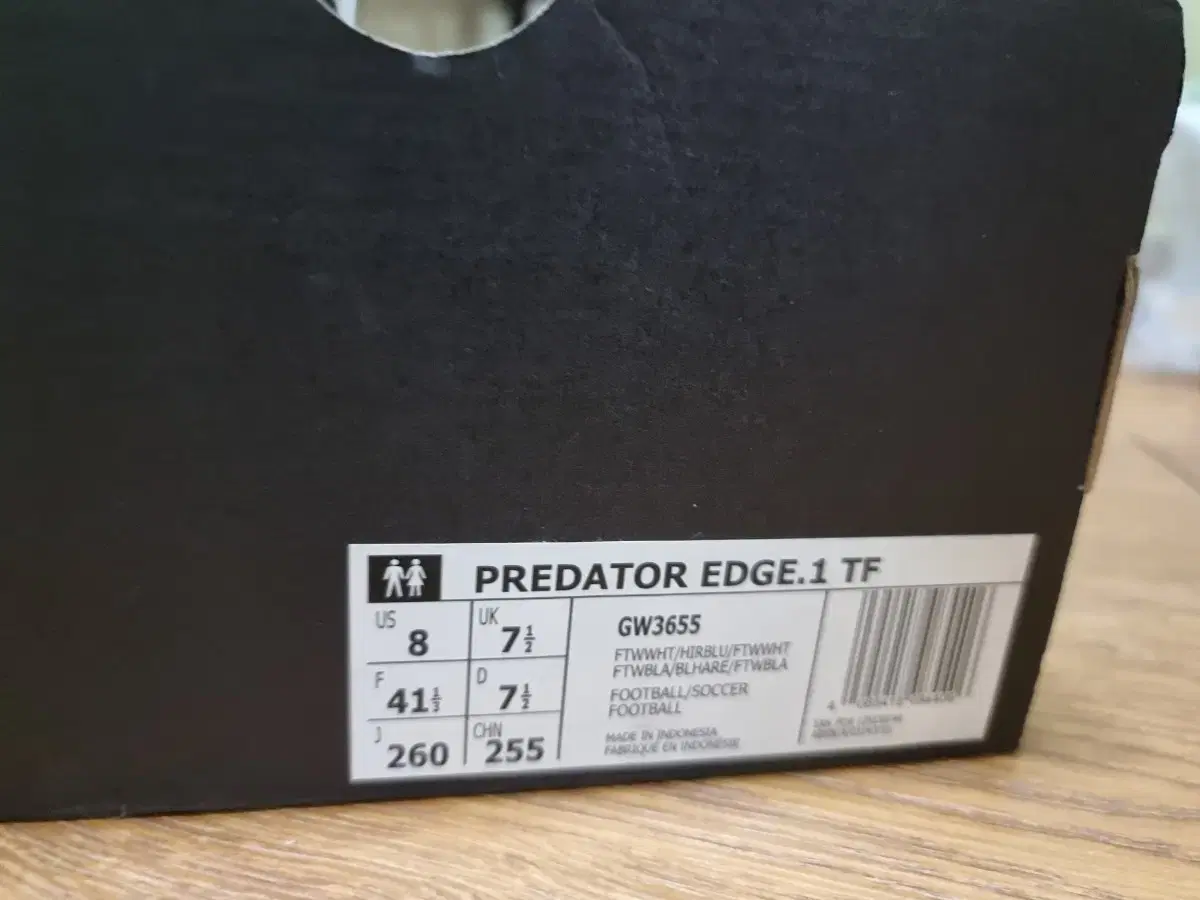 PREDATOR EDGE.1 TF
US 8
UK 7½
F 41⅓
D 7½
J 260
CHN 255
GW3655
FTWWHT/HIRBLU/FTWWHT
FTWBLA/BLHARE/FTWBLA
FOOTBALL/SOCCER
FOOTBALL
MADE IN INDONESIA
FABRIQUÉ EN INDONÉSIE